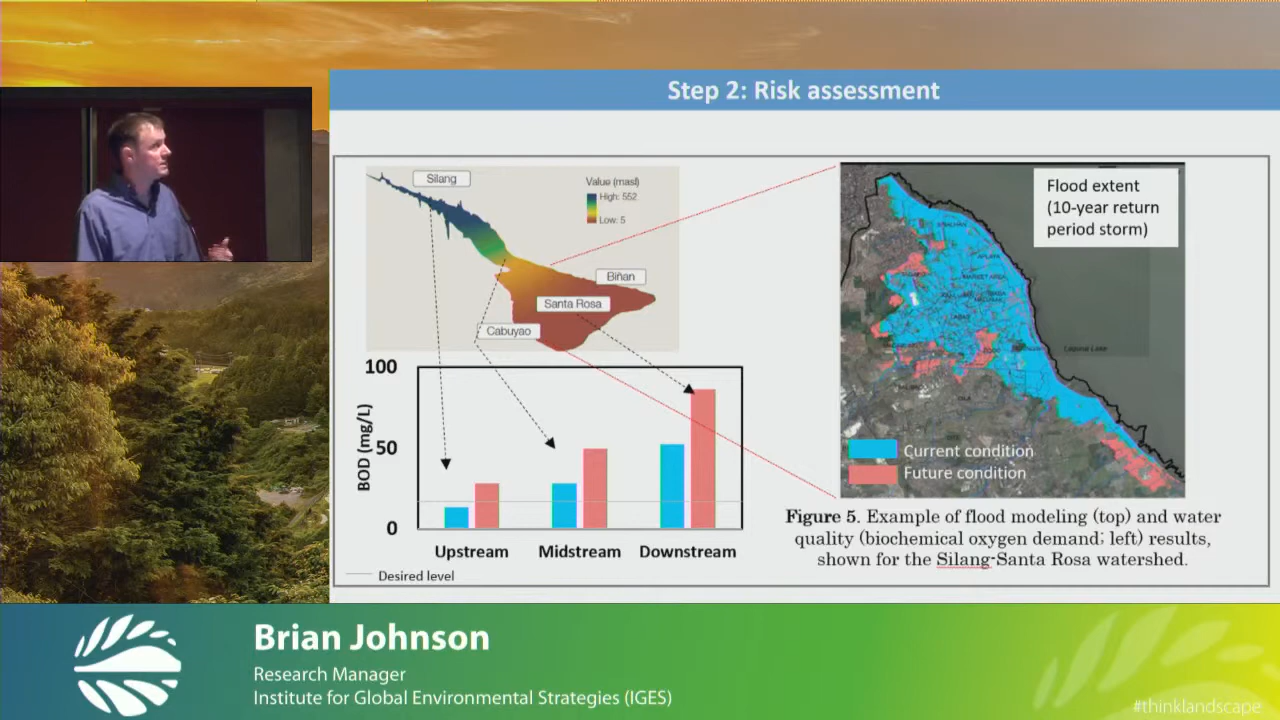 Step 2: Risk assessment
Silang
Value (masl)
High: 552
Low: 5
Biñan
Santa Rosa
Cabuyao
Flood extent
(10-year return
period storm)
MARKET AREA
Current condition
Future condition
100
50
0
BOD (mg/L)
Upstream
Midstream
Downstream
Desired level
Figure 5. Example of flood modeling (top) and water
quality (biochemical oxygen demand; left) results,
shown for the Silang-Santa Rosa watershed.
Brian Johnson
Research Manager
Institute for Global Environmental Strategies (IGES)
#thinklandscape